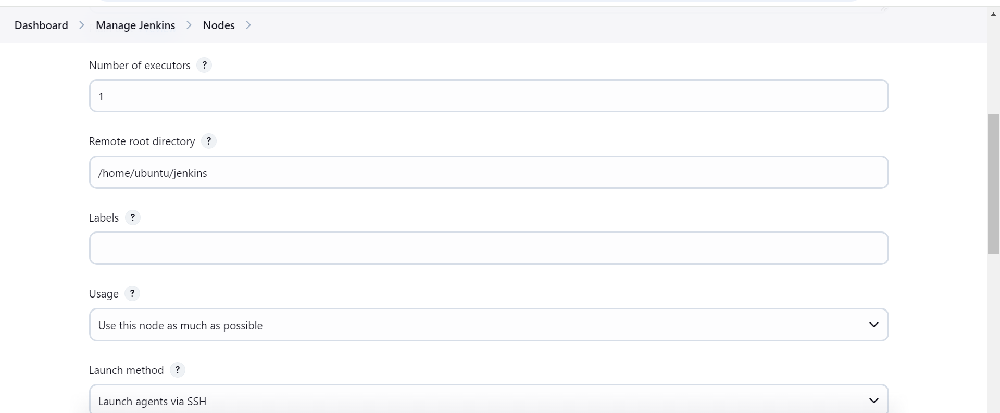 Dashboard > Manage Jenkins > Nodes >
Number of executors ?
1
Remote root directory ?
/home/ubuntu/jenkins
Labels ?
Usage ?
Use this node as much as possible
Launch method ?
Launch agents via SSH